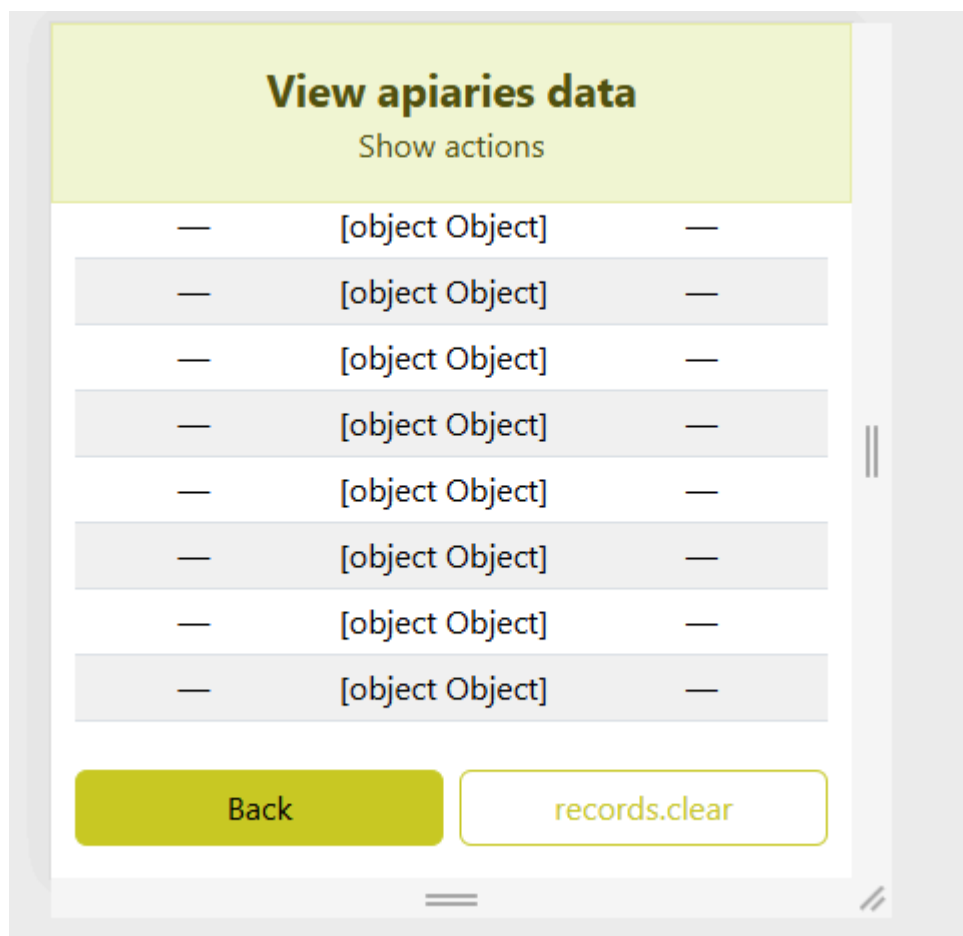 View apiaries data
Show actions
— [object Object] —
— [object Object] —
— [object Object] —
— [object Object] —
— [object Object] —
— [object Object] —
— [object Object] —
— [object Object] —
Back records.clear